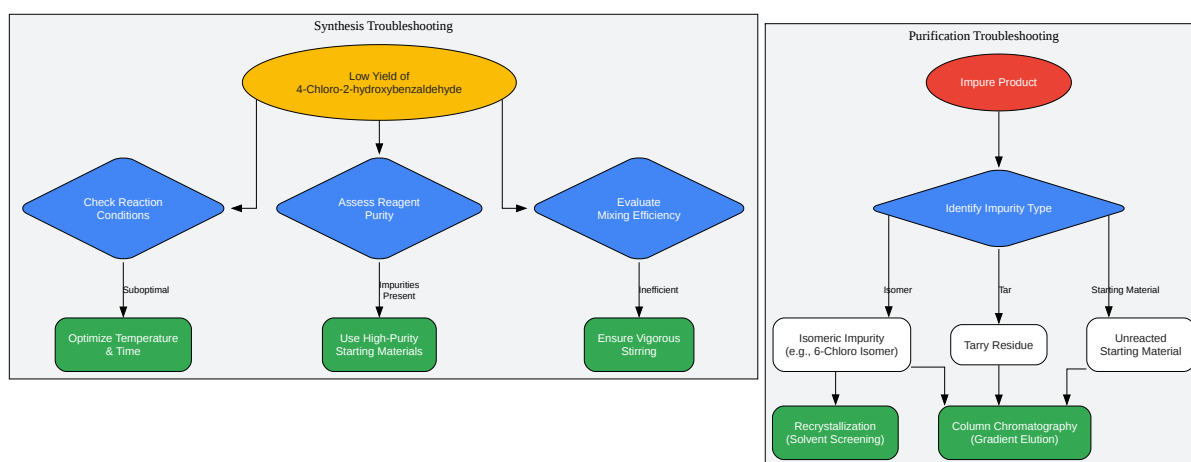 Synthesis Troubleshooting
Low Yield of
4-Chloro-2-hydroxybenzaldehyde
Check Reaction
Conditions
Assess Reagent
Purity
Evaluate
Mixing Efficiency
Suboptimal
Impurities
Present
Inefficient
Optimize Temperature
& Time
Use High-Purity
Starting Materials
Ensure Vigorous
Stirring
Purification Troubleshooting
Impure Product
Identify Impurity Type
Isomer
Tar
Starting Material
Isomeric Impurity
(e.g., 6-Chloro Isomer)
Tarry Residue
Unreacted
Starting Material
Recrystallization
(Solvent Screening)
Column Chromatography
(Gradient Elution)